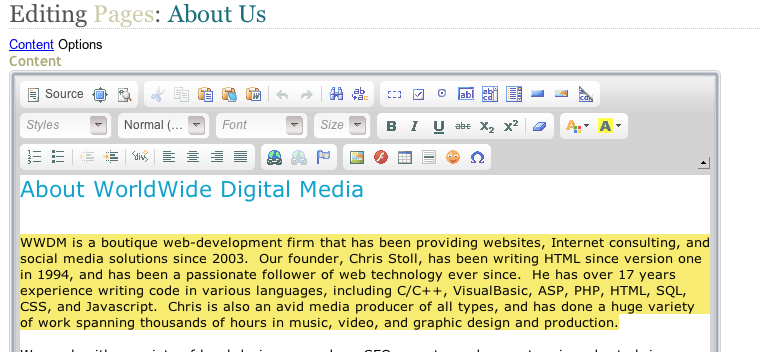 Editing Pages: About Us
Content Options
Content
Source
Styles Normal (... Font Size B I U abc X2 X2 A A
About WorldWide Digital Media
WWDM is a boutique web-development firm that has been providing websites, Internet consulting, and
social media solutions since 2003.  Our founder, Chris Stoll, has been writing HTML since version one
in 1994, and has been a passionate follower of web technology ever since.  He has over 17 years
experience writing code in various languages, including C/C++, VisualBasic, ASP, PHP, HTML, SQL,
CSS, and Javascript.  Chris is also an avid media producer of all types, and has done a huge variety
of work spanning thousands of hours in music, video, and graphic design and production.